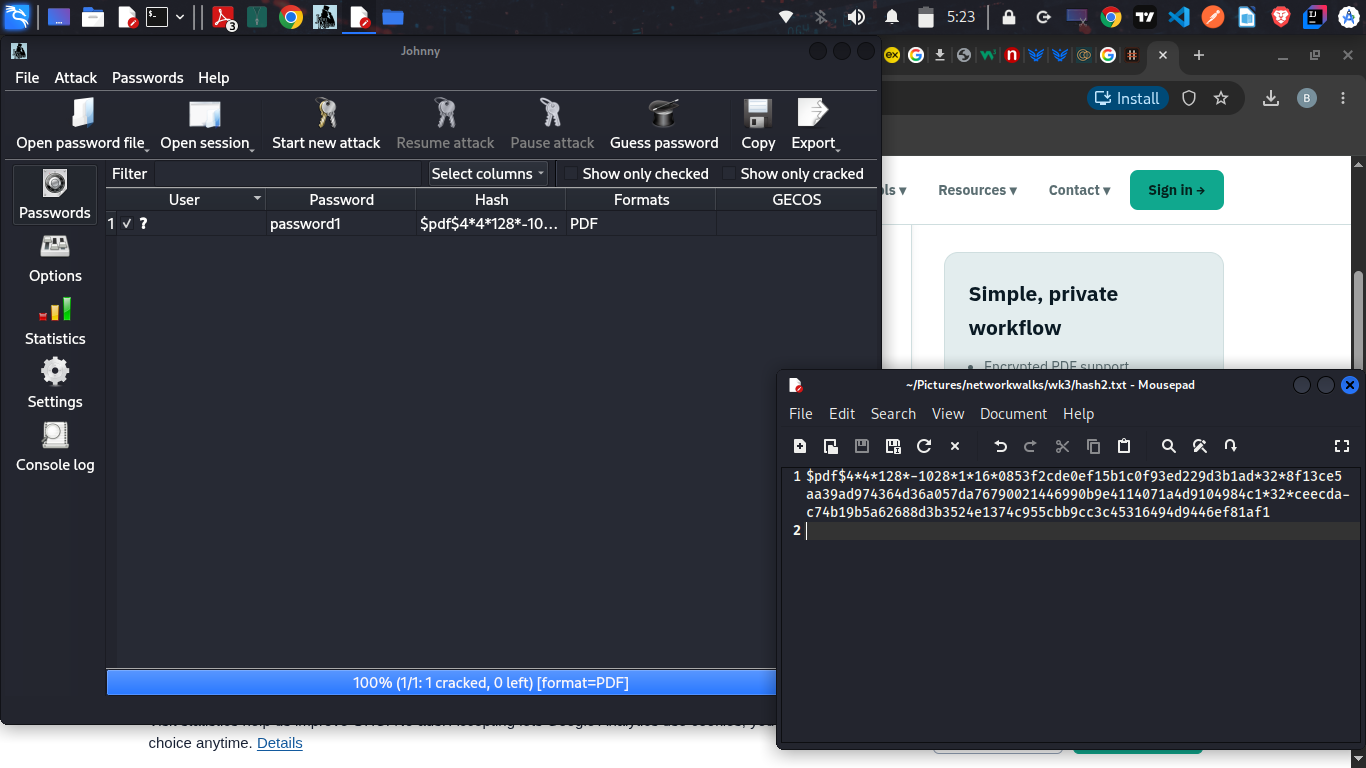 3
5:23
Johnny
File Attack Passwords Help
Open password file Open session Start new attack Resume attack Pause attack Guess password Copy Export
Install
B
Passwords
Options
Statistics
Settings
Console log
Filter Select columns Show only checked Show only cracked
User Password Hash Formats GECOS
1 ? password1 $pdf$4*4*128*-10... PDF
100% (1/1: 1 cracked, 0 left) [format=PDF]
Resources Contact Sign in →
Simple, private
workflow
Encrypted PDF support
~/Pictures/networkwalks/wk3/hash2.txt - Mousepad
File Edit Search View Document Help
1 $pdf$4*4*128*-1028*1*16*0853f2cde0ef15b1c0f93ed229d3b1ad*32*8f13ce5
aa39ad974364d36a057da76790021446990b9e4114071a4d9104984c1*32*ceecda-
c74b19b5a62688d3b3524e1374c955cbb9cc3c45316494d9446ef81af1
2
choice anytime. Details